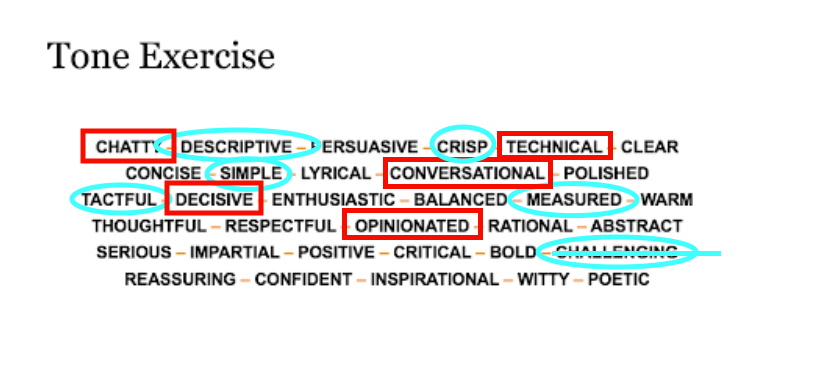 Tone Exercise
CHATTY – DESCRIPTIVE – PERSUASIVE – CRISP – TECHNICAL – CLEAR
CONCISE – SIMPLE – LYRICAL – CONVERSATIONAL – POLISHED
TACTFUL – DECISIVE – ENTHUSIASTIC – BALANCED – MEASURED – WARM
THOUGHTFUL – RESPECTFUL – OPINIONATED – RATIONAL – ABSTRACT
SERIOUS – IMPARTIAL – POSITIVE – CRITICAL – BOLD – CHALLENGING
REASSURING – CONFIDENT – INSPIRATIONAL – WITTY – POETIC